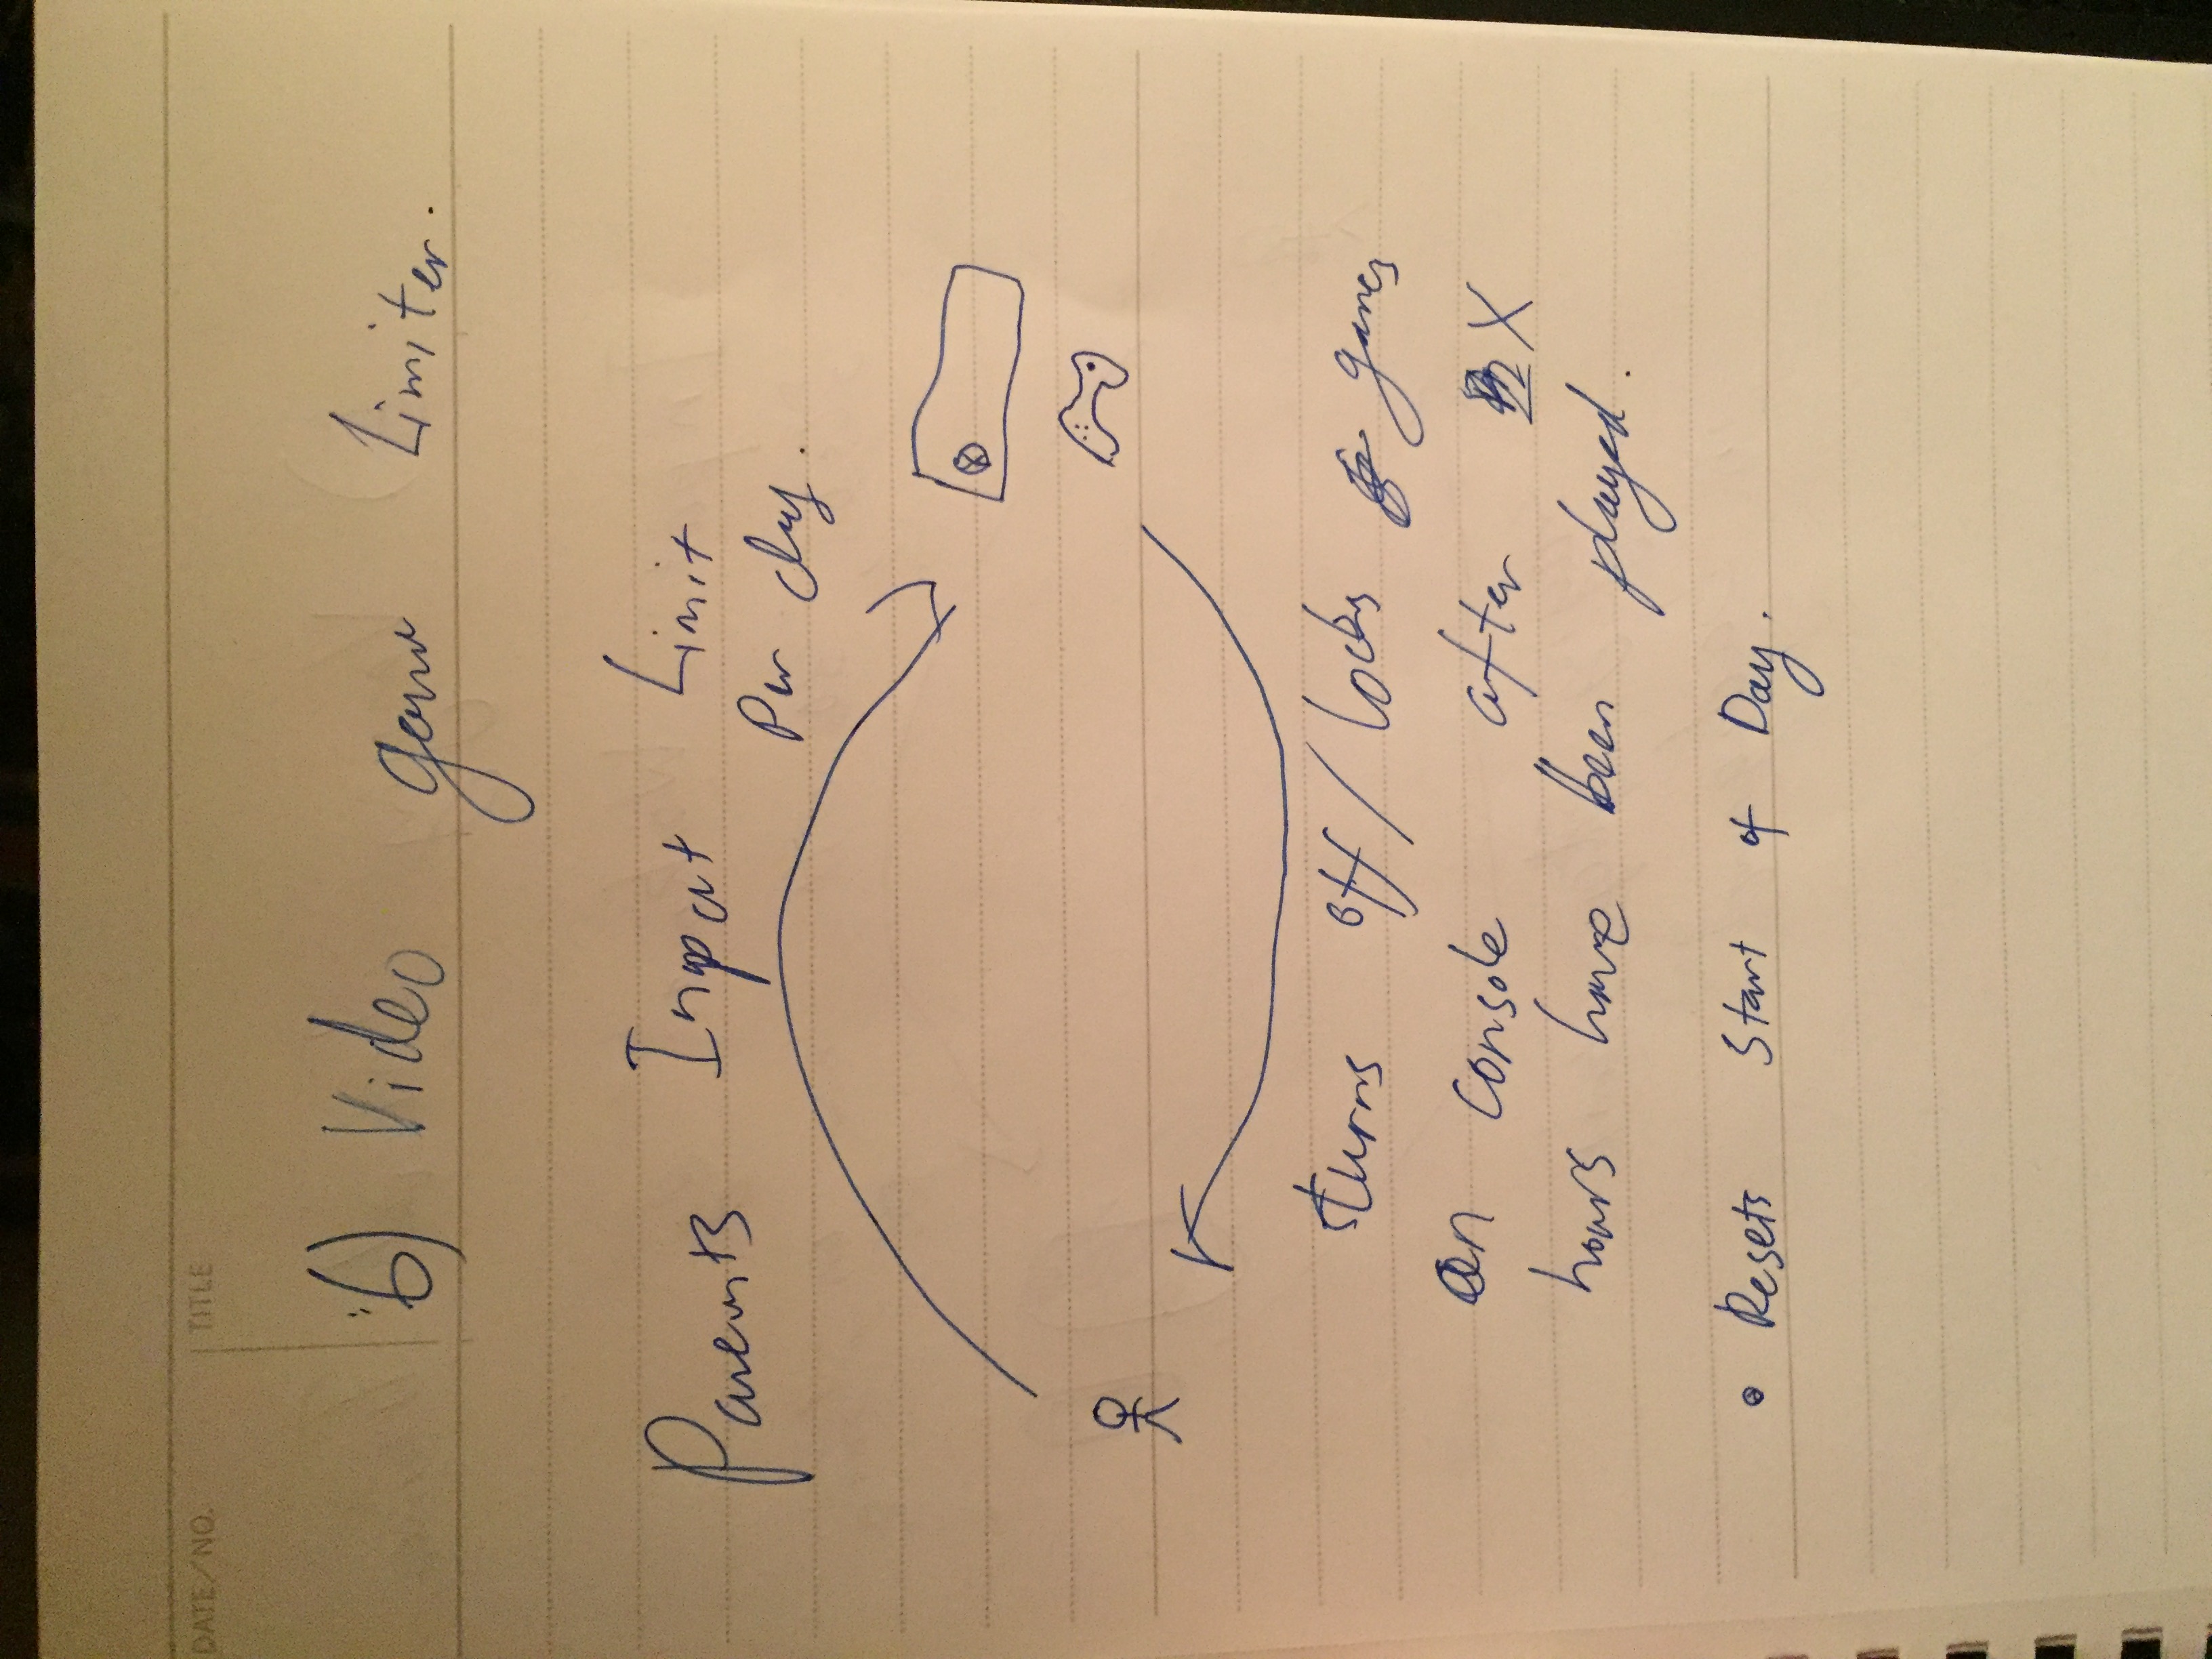 DATE/NO. TITLE
6) Video game Limiter.
Parents Input Limit
Per day.
turns off/locks games
on console after X
hours have been played.
• Resets Start of Day.